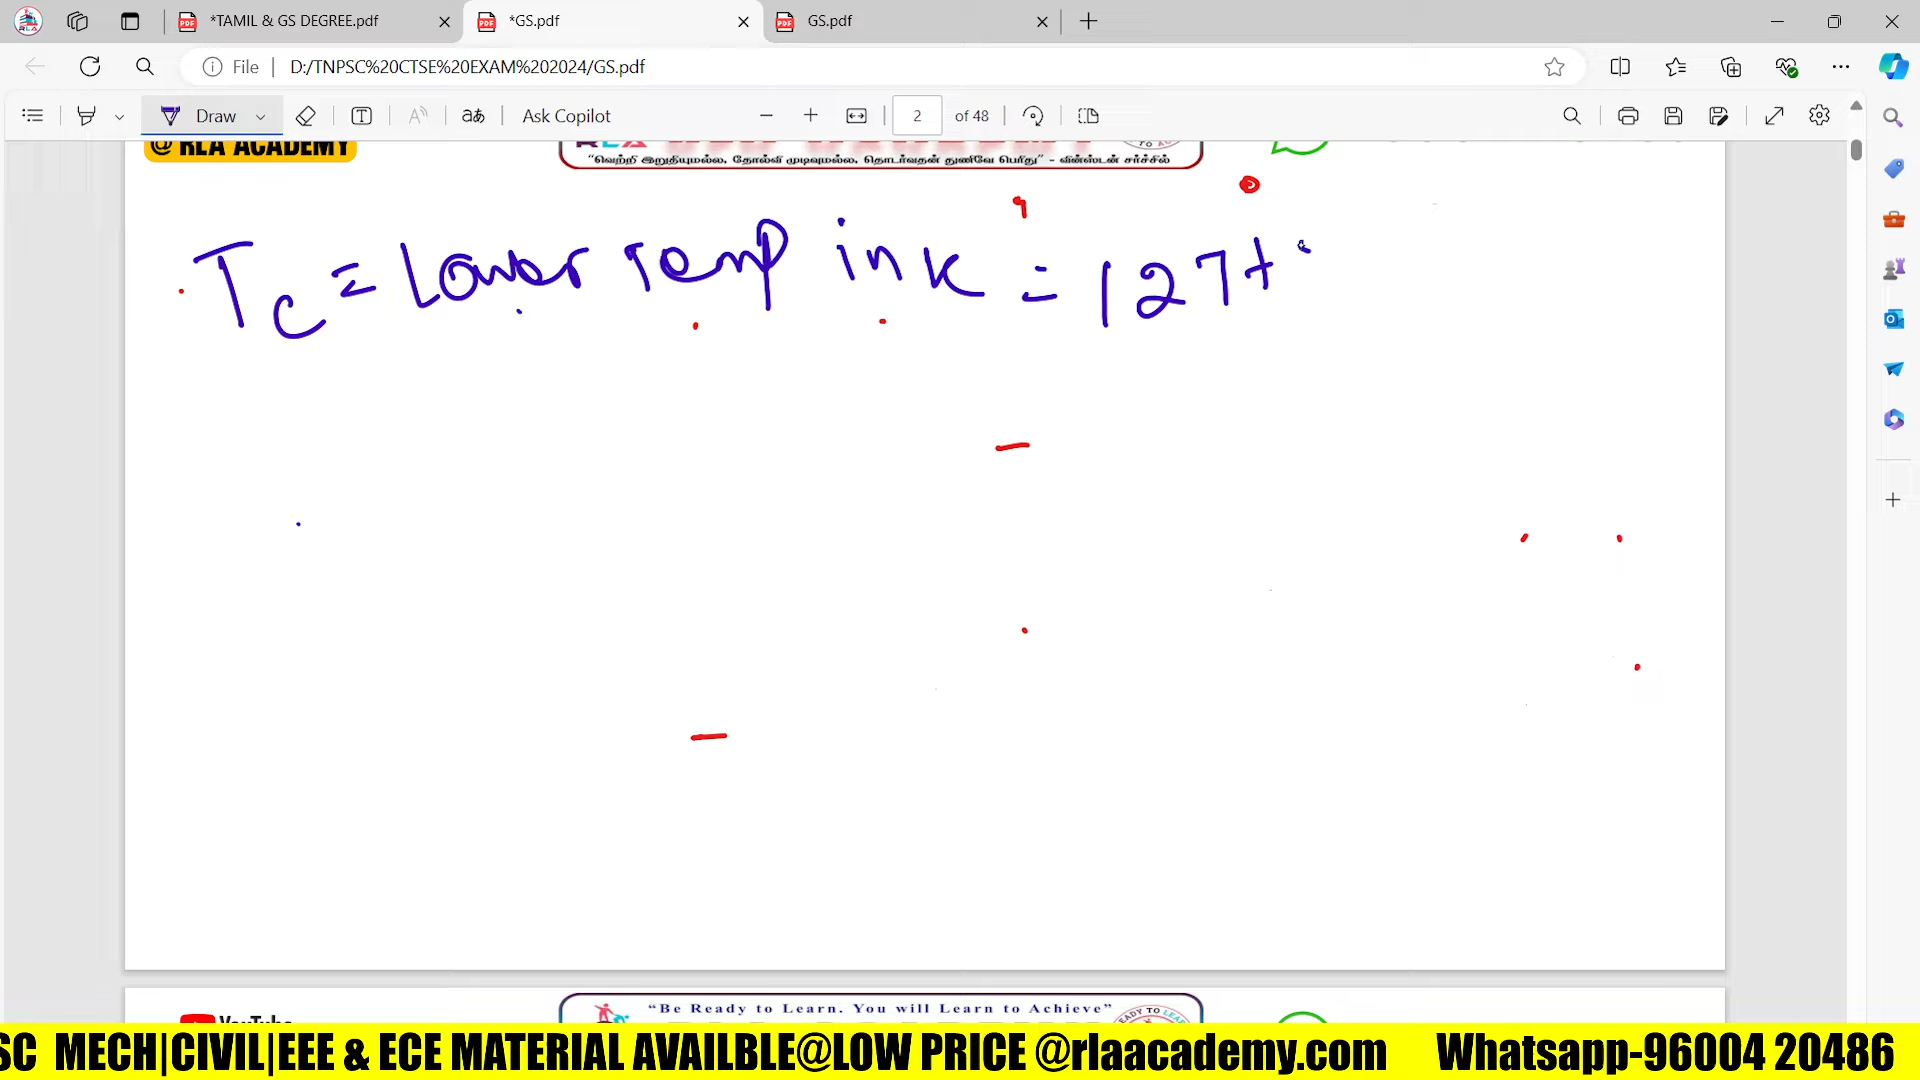 *TAMIL & GS DEGREE.pdf
*GS.pdf
GS.pdf
File
D:/TNPSC%20CTSE%20EXAM%202024/GS.pdf
Draw
Ask Copilot
2 of 48
@ RLA ACADEMY
"வெற்றி இறுதியுமல்ல, தோல்வி முடிவுமல்ல, தொடர்வதன் துணிவே பெரிது" - வின்ஸ்டன் சர்ச்சில்
Tc = Lower Temp in K = 127+
"Be Ready to Learn. You will Learn to Achieve"
YouTube
SC MECH|CIVIL|EEE & ECE MATERIAL AVAILBLE@LOW PRICE @rlaacademy.com Whatsapp-96004 20486